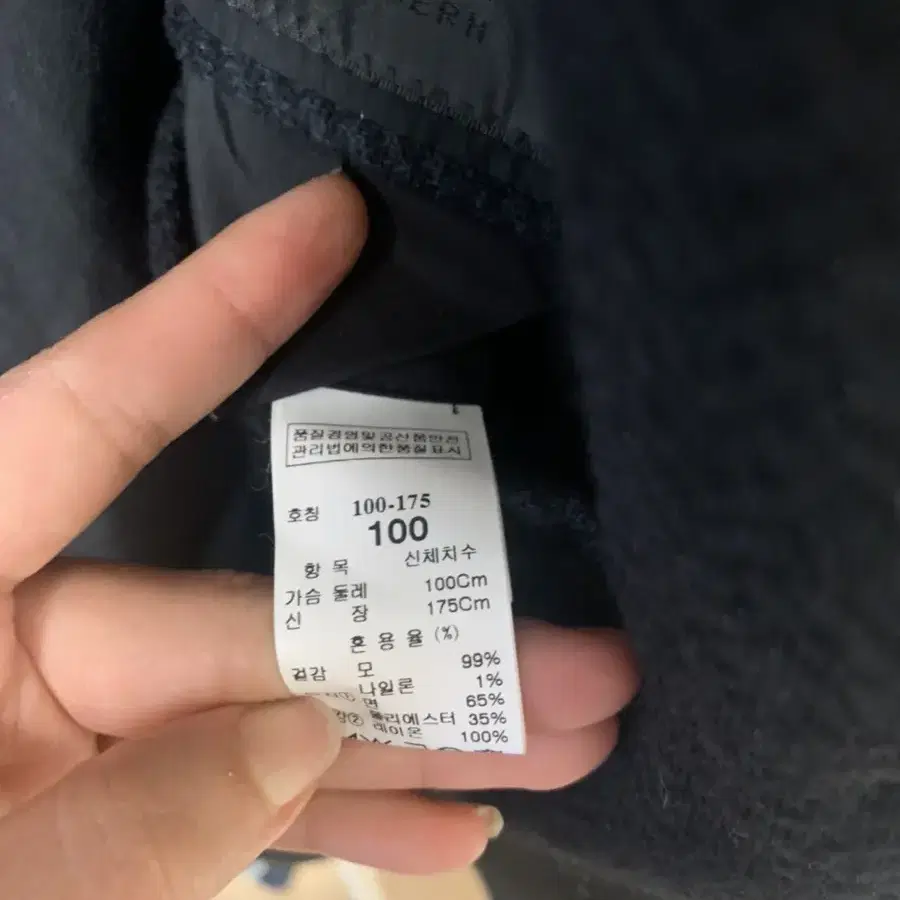 ERN
품질경영및공산품안전
관리법에의한품질표시
호칭 100-175
100
항 목 신체치수
가슴 둘레 100Cm
신 장 175Cm
혼 용 율 (%)
겉감 모 99%
나일론 1%
면 65%
② 폴리에스터 35%
레이온 100%